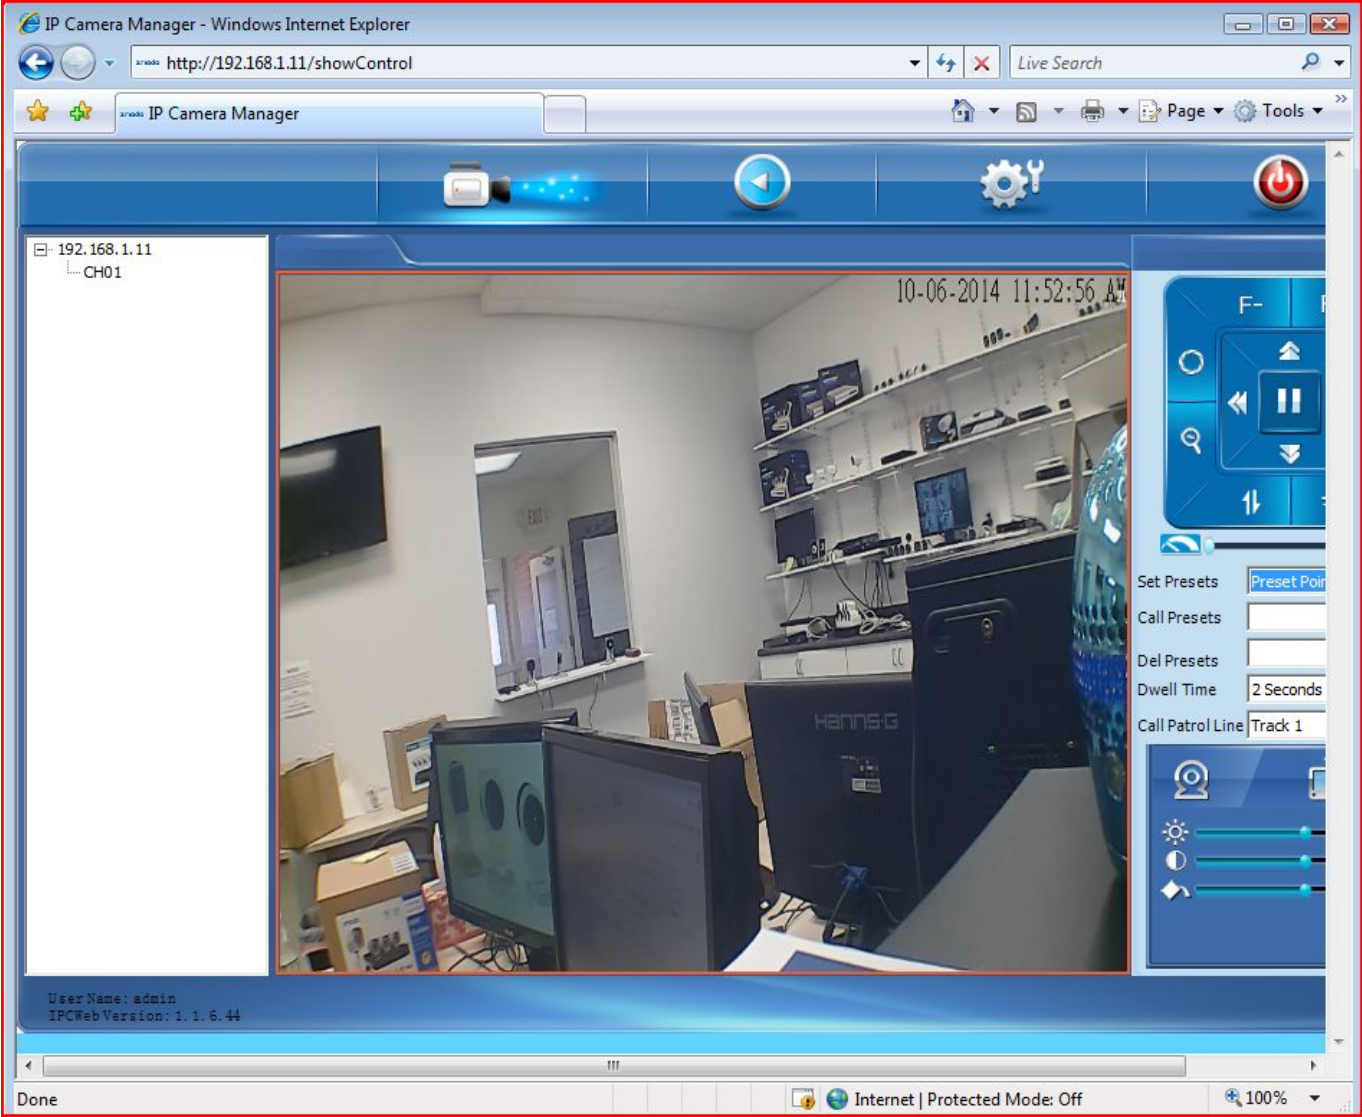 IP Camera Manager - Windows Internet Explorer
http://192.168.1.11/showControl
Live Search
IP Camera Manager
Page
Tools
192.168.1.11
CH01
10-06-2014 11:52:56 AM
EXIT
HANNS-G
F-
Set Presets
Preset Poin
Call Presets
Del Presets
Dwell Time
2 Seconds
Call Patrol Line
Track 1
User Name: admin
IPCWeb Version: 1.1.6.44
Done
Internet | Protected Mode: Off
100%